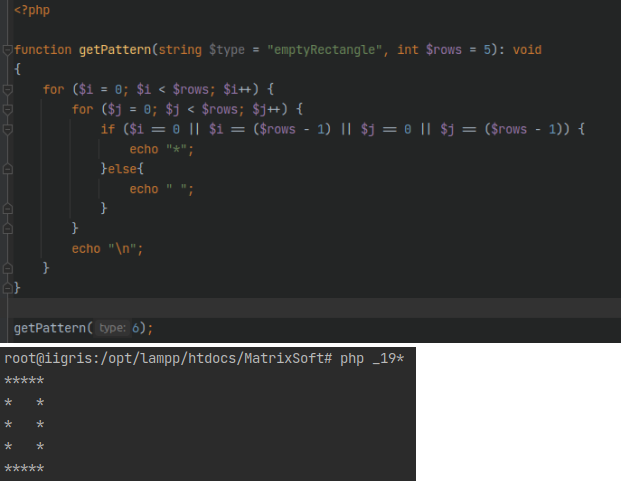 <?php
function getPattern(string $type = "emptyRectangle", int $rows = 5): void
{
    for ($i = 0; $i < $rows; $i++) {
        for ($j = 0; $j < $rows; $j++) {
            if ($i == 0 || $i == ($rows - 1) || $j == 0 || $j == ($rows - 1)) {
                echo "*";
            }else{
                echo " ";
            }
        }
        echo "\n";
    }
}
getPattern( type: 6);
root@iigris:/opt/lampp/htdocs/MatrixSoft# php _19*
*****
*   *
*   *
*   *
*****